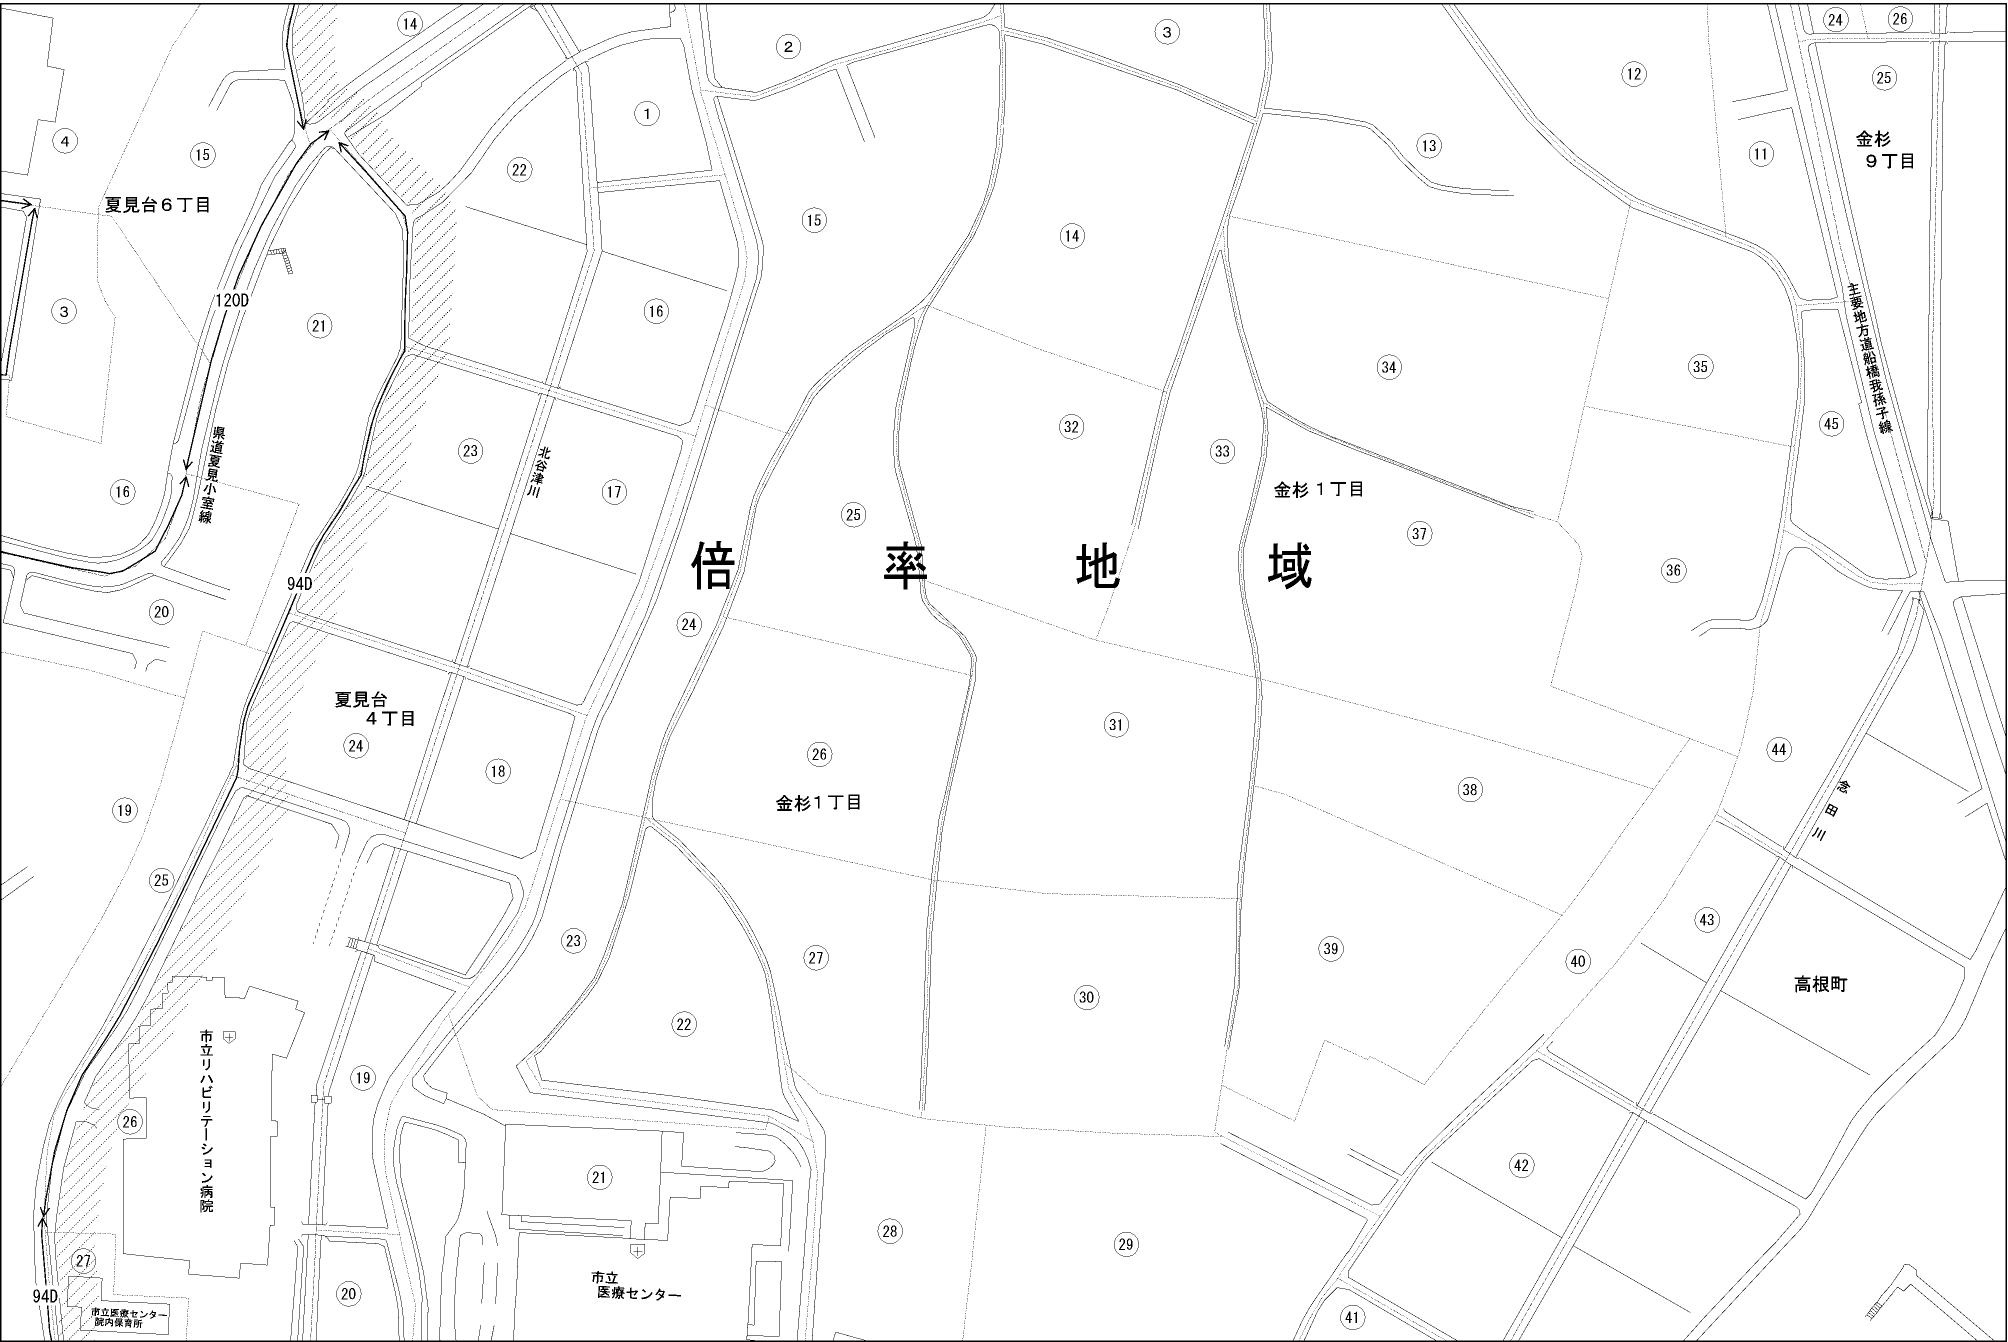 14
2
3
24
26
12
25
1
4
15
22
13
11
金杉
9丁目
夏見台6丁目
15
14
120D
3
21
16
主要地方道船橋我孫子線
34
35
32
45
23
北谷津川
33
県道夏見小室線
16
17
25
金杉1丁目
37
倍率地域
36
94D
20
24
夏見台
4丁目
24
31
26
18
44
38
念田川
19
金杉1丁目
25
43
23
39
27
40
高根町
30
22
市立リハビリテーション病院
19
26
42
21
28
29
27
市立
医療センター
94D
20
市立医療センター
院内保育所
41